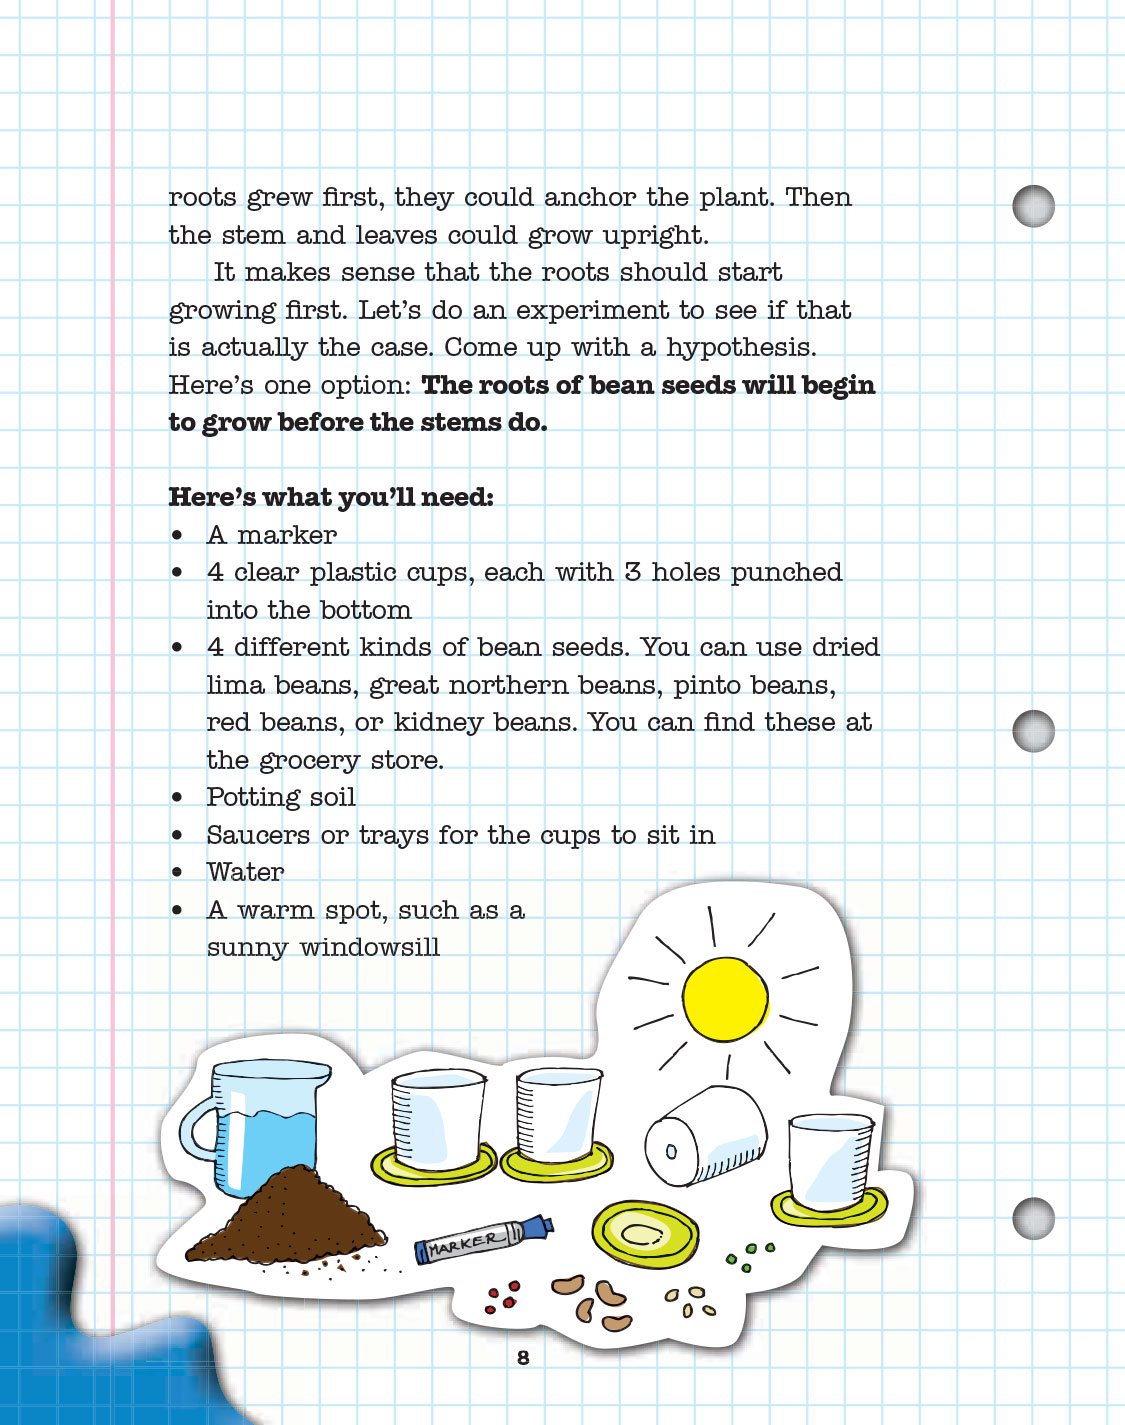 roots grew first, they could anchor the plant. Then
the stem and leaves could grow upright.
It makes sense that the roots should start
growing first. Let's do an experiment to see if that
is actually the case. Come up with a hypothesis.
Here's one option: The roots of bean seeds will begin
to grow before the stems do.
Here's what you'll need:
• A marker
• 4 clear plastic cups, each with 3 holes punched
into the bottom
• 4 different kinds of bean seeds. You can use dried
lima beans, great northern beans, pinto beans,
red beans, or kidney beans. You can find these at
the grocery store.
• Potting soil
• Saucers or trays for the cups to sit in
• Water
• A warm spot, such as a
sunny windowsill
MARKER
8